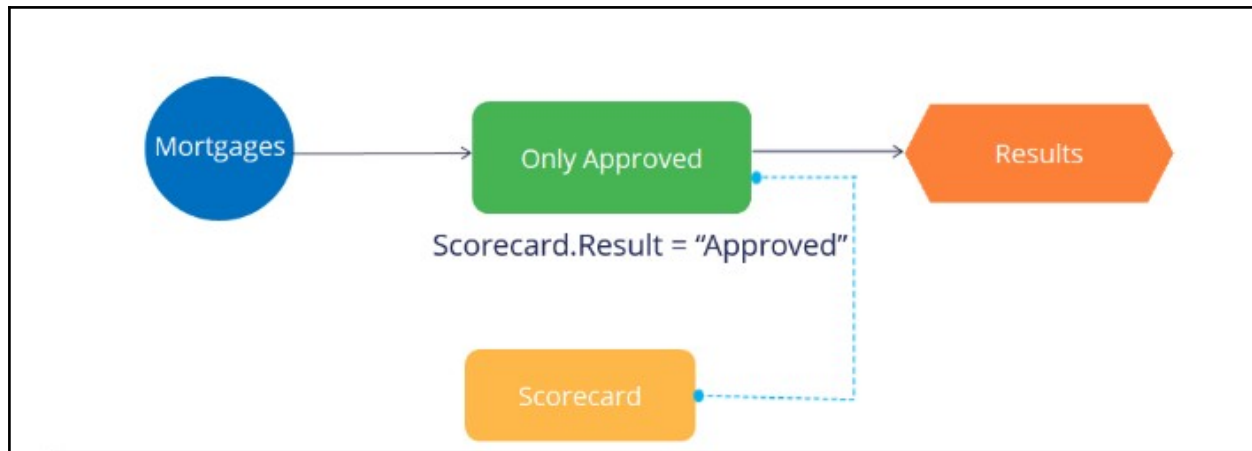 Mortgages
Only Approved
Results
Scorecard.Result = “Approved”
Scorecard